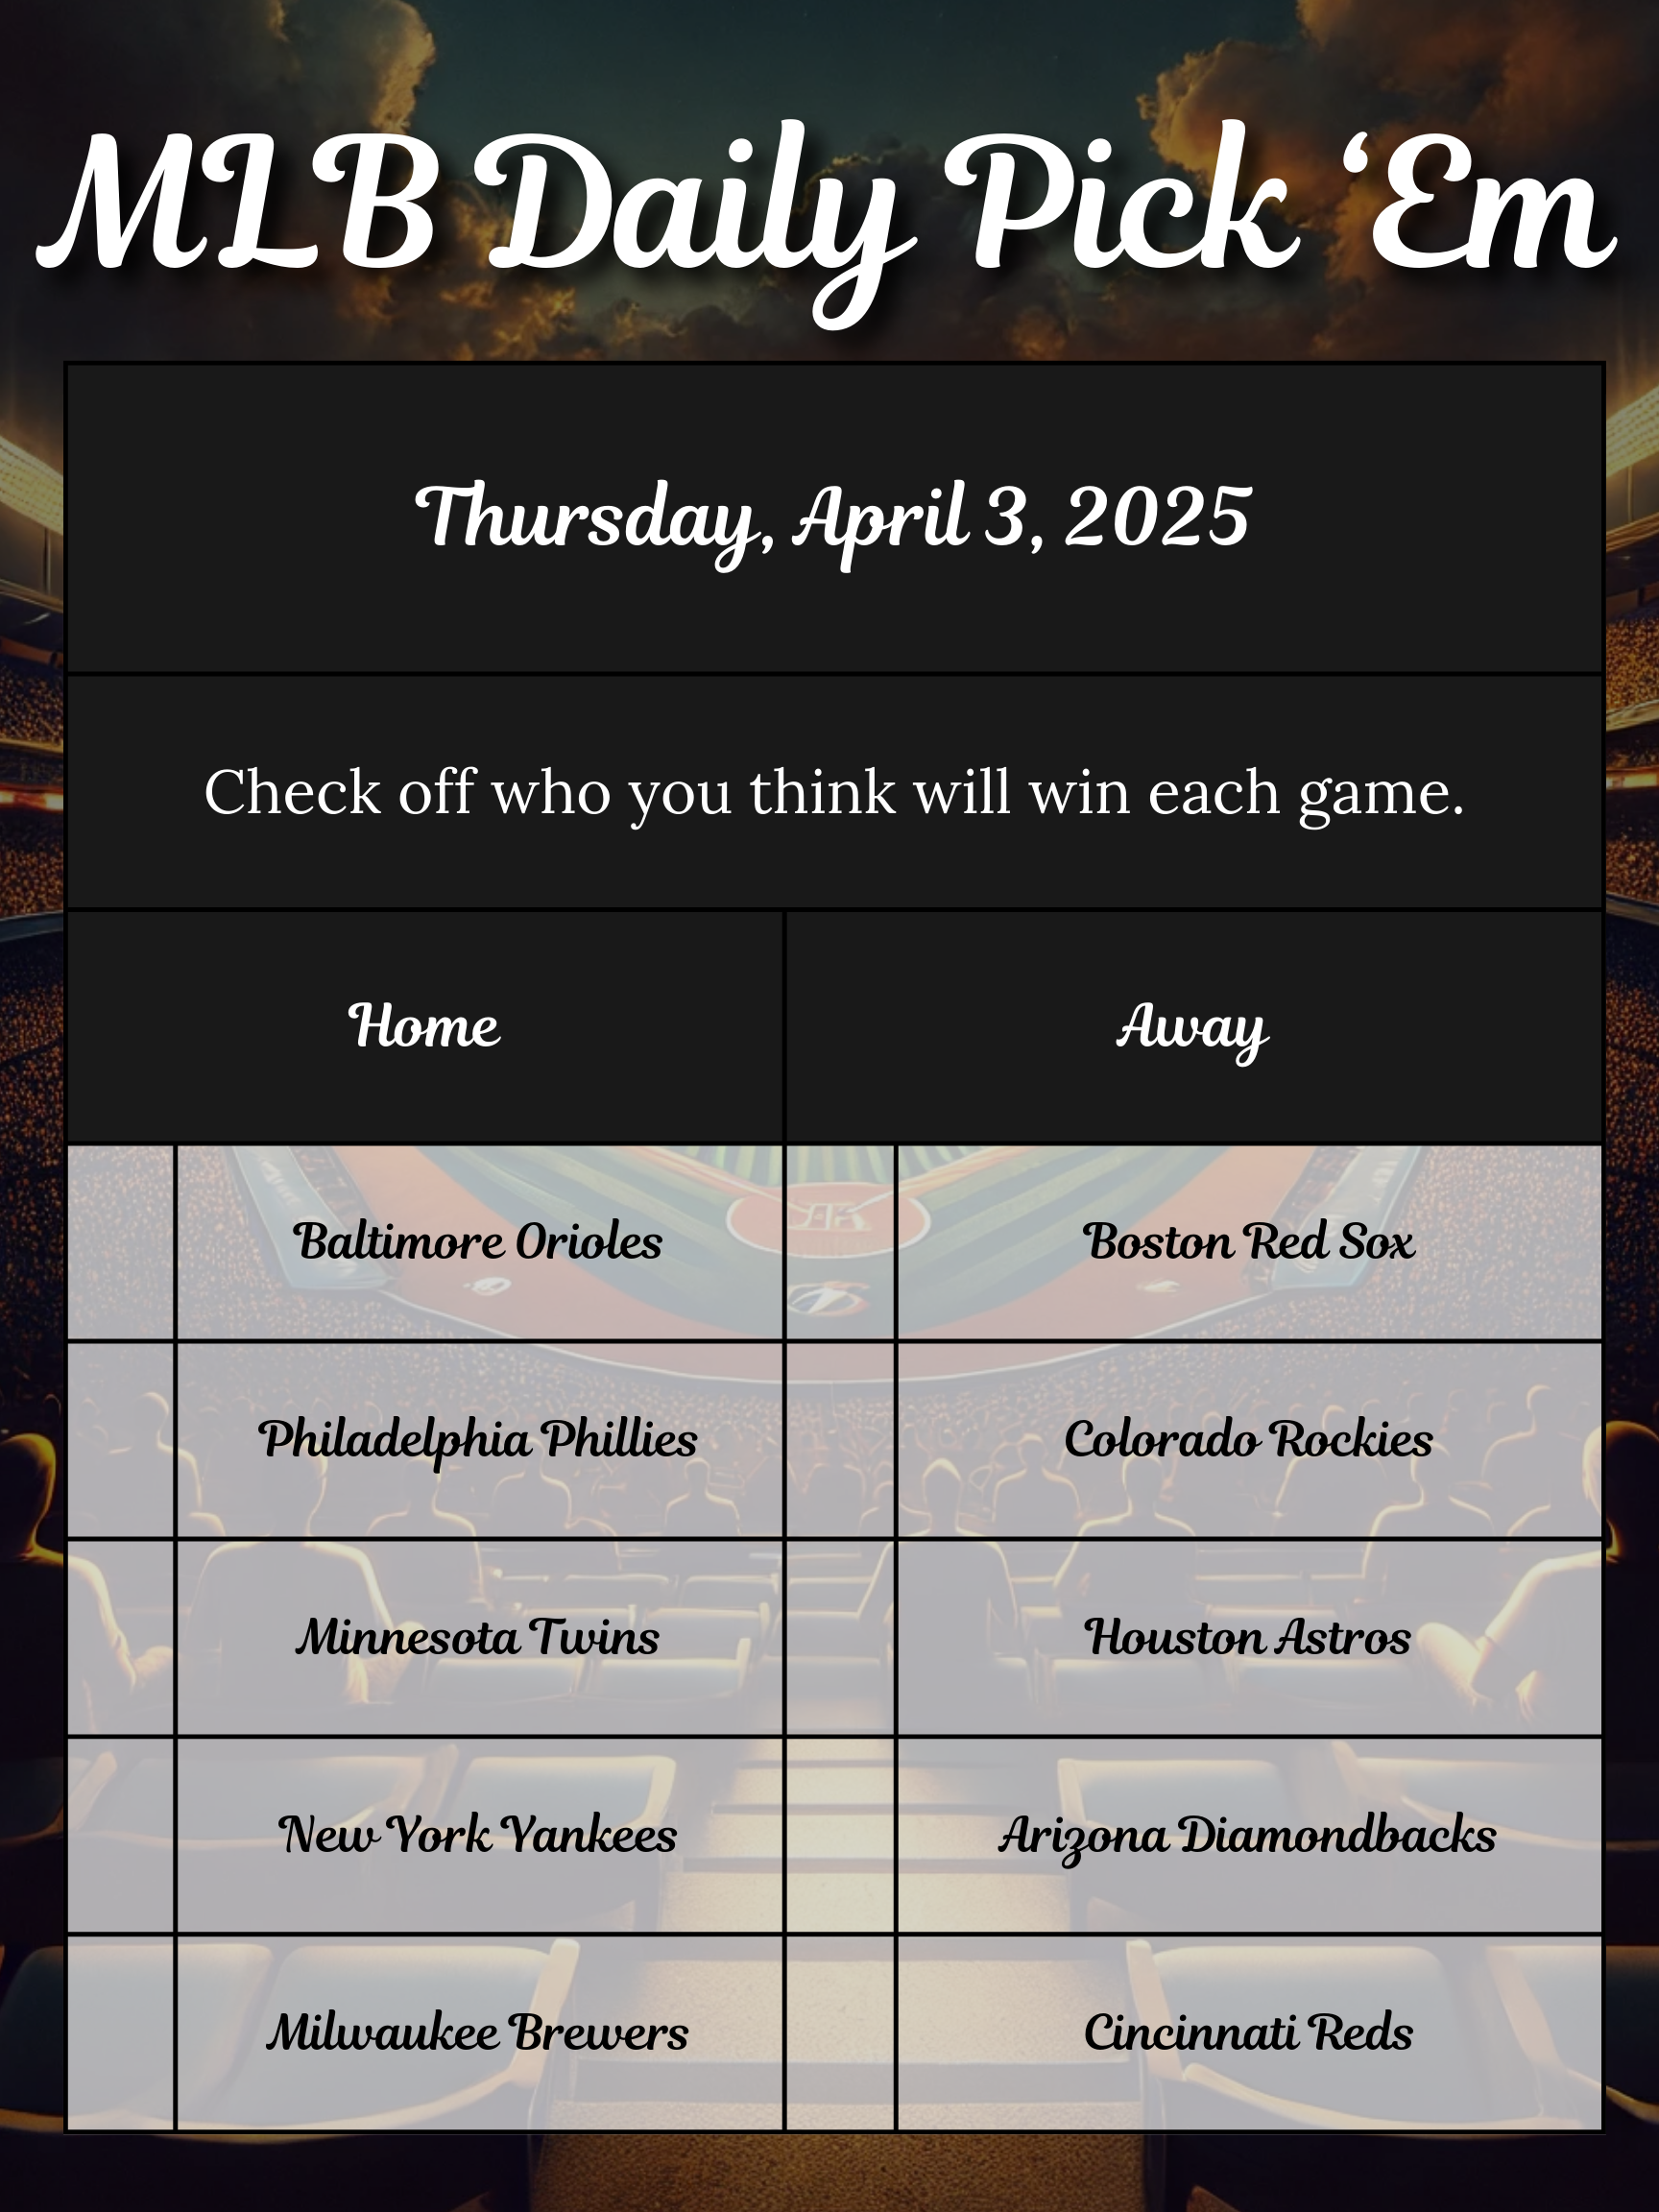 MLB Daily Pick ‘Em
Thursday, April 3, 2025
Check off who you think will win each game.
Home Away
Baltimore Orioles Boston Red Sox
Philadelphia Phillies Colorado Rockies
Minnesota Twins Houston Astros
New York Yankees Arizona Diamondbacks
Milwaukee Brewers Cincinnati Reds